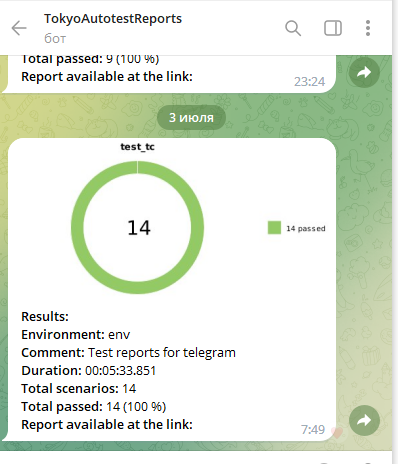 TokyoAutotestReports
бот
Total passed: 9 (100 %)
Report available at the link:
23:24
3 июля
test_tc
14
14 passed
Results:
Environment: env
Comment: Test reports for telegram
Duration: 00:05:33.851
Total scenarios: 14
Total passed: 14 (100 %)
Report available at the link:
7:49